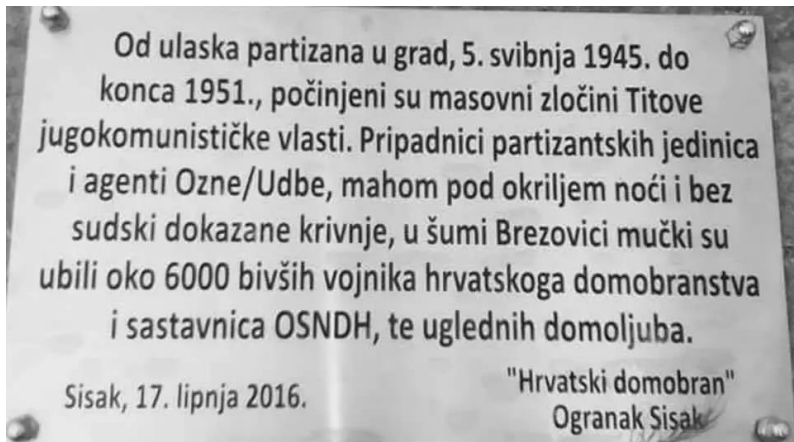 Od ulaska partizana u grad, 5. svibnja 1945. do
konca 1951., počinjeni su masovni zločini Titove
jugokomunističke vlasti. Pripadnici partizantskih jedinica
i agenti Ozne/Udbe, mahom pod okriljem noći i bez
sudski dokazane krivnje, u šumi Brezovici mučki su
ubili oko 6000 bivših vojnika hrvatskoga domobranstva
i sastavnica OSNDH, te uglednih domoljuba.
Sisak, 17. lipnja 2016.
"Hrvatski domobran"
Ogranak Sisak